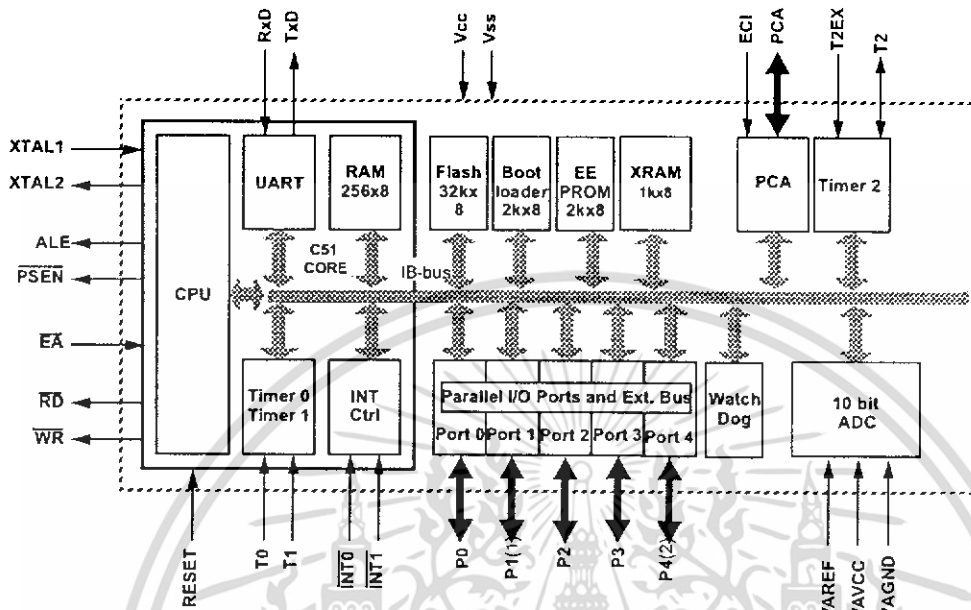 RxD
TxD
Vcc
Vss
ECI
PCA
T2EX
T2
XTAL1
XTAL2
ALE
PSEN
EA
RD
WR
CPU
UART
RAM
256x8
C51
CORE
IB-bus
Flash
32kx
8
Boot
loader
2kx8
EE
PROM
2kx8
XRAM
1kx8
PCA
Timer 2
Timer 0
Timer 1
INT
Ctrl
Parallel I/O Ports and Ext. Bus
Port 0
Port 1
Port 2
Port 3
Port 4
Watch
Dog
10 bit
ADC
RESET
T0
T1
INT0
INT1
P0
P1(1)
P2
P3
P4(2)
VAREF
VAVCC
VAGND